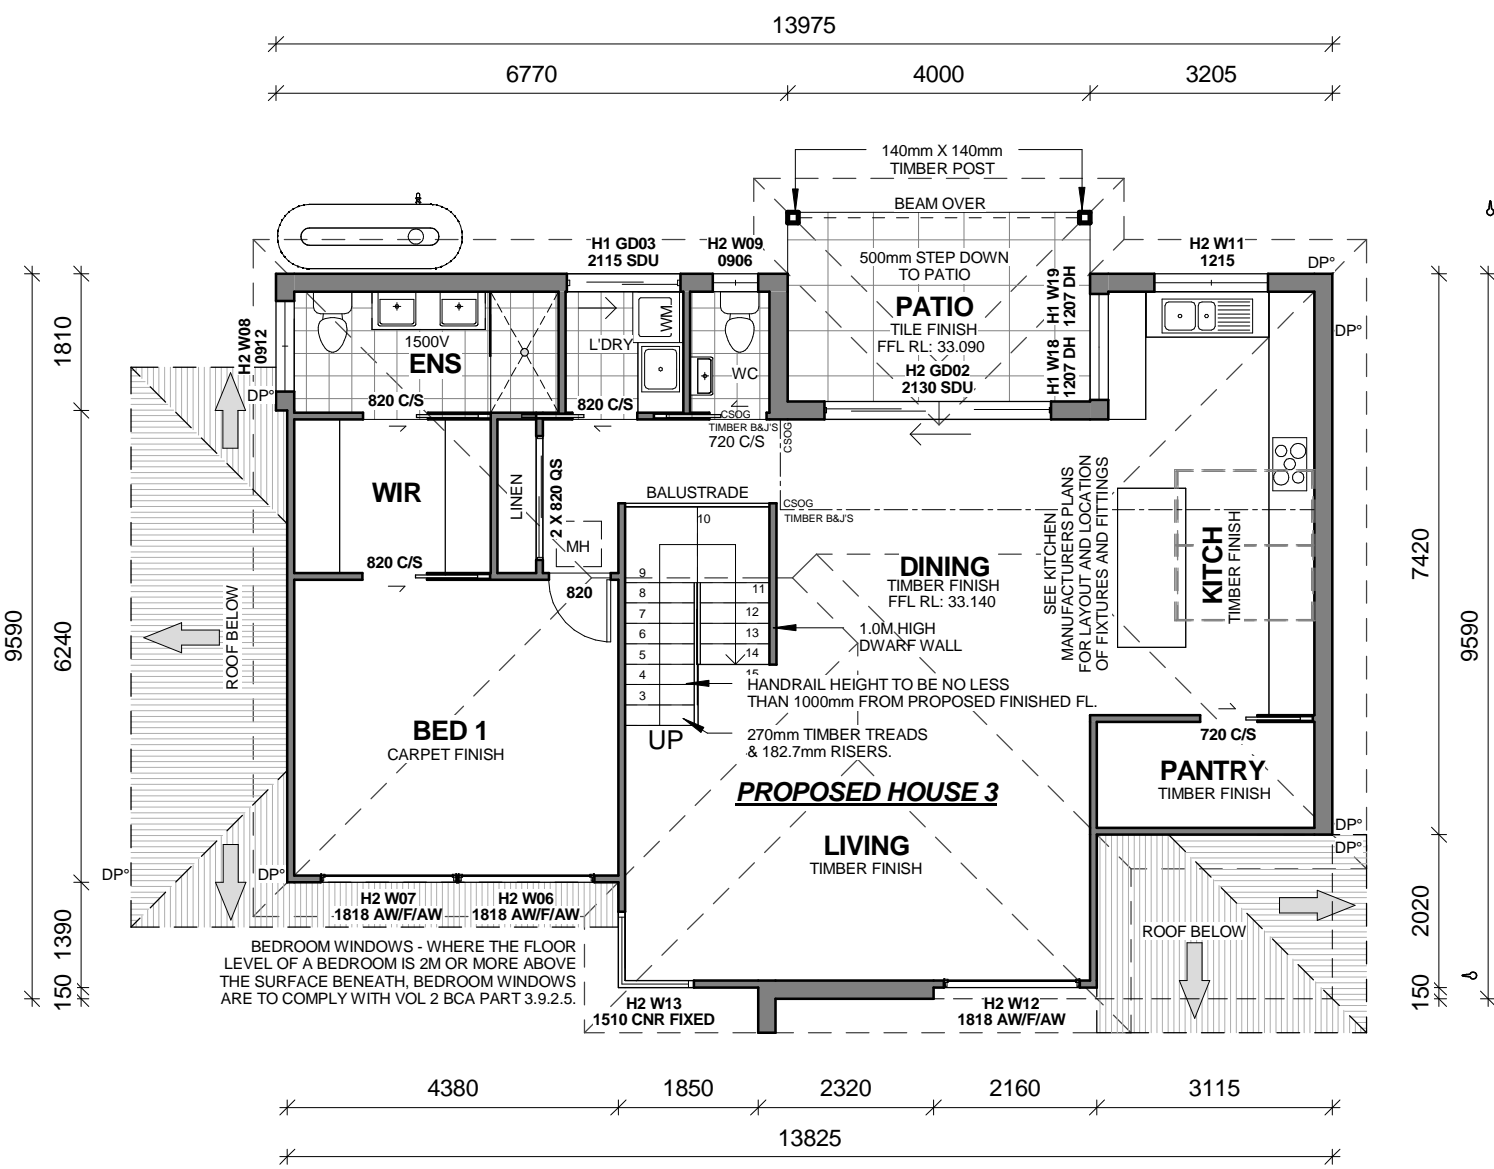 13975
6770
4000
3205
140mm X 140mm
TIMBER POST
BEAM OVER
H1 GD03
2115 SDU
H2 W09
0906
H2 W11
1215
DP°
DP°
500mm STEP DOWN
TO PATIO
PATIO
TILE FINISH
FFL RL: 33.090
H2 GD02
2130 SDU
H1 W18
1207 DH
H1 W19
1207 DH
1810
H2 W08
0912
DP°
1500V
ENS
820 C/S
L'DRY
WM
820 C/S
WC
CSOG
TIMBER B&J'S
720 C/S
CSOG
WIR
820 C/S
LINEN
2 X 820 QS
MH
820
BALUSTRADE
CSOG
TIMBER B&J'S
10
9
8
7
6
5
4
3
11
12
13
14
15
UP
DINING
TIMBER FINISH
FFL RL: 33.140
SEE KITCHEN
MANUFACTURERS PLANS
FOR LAYOUT AND LOCATION
OF FIXTURES AND FITTINGS
KITCH
TIMBER FINISH
1.0M HIGH
DWARF WALL
HANDRAIL HEIGHT TO BE NO LESS
THAN 1000mm FROM PROPOSED FINISHED FL.
270mm TIMBER TREADS
& 182.7mm RISERS.
9590
6240
ROOF BELOW
7420
9590
BED 1
CARPET FINISH
PROPOSED HOUSE 3
720 C/S
PANTRY
TIMBER FINISH
LIVING
TIMBER FINISH
DP°
DP°
DP°
DP°
H2 W07
1818 AW/F/AW
H2 W06
1818 AW/F/AW
1390
150
BEDROOM WINDOWS - WHERE THE FLOOR
LEVEL OF A BEDROOM IS 2M OR MORE ABOVE
THE SURFACE BENEATH, BEDROOM WINDOWS
ARE TO COMPLY WITH VOL 2 BCA PART 3.9.2.5.
H2 W13
1510 CNR FIXED
H2 W12
1818 AW/F/AW
ROOF BELOW
2020
150
4380
1850
2320
2160
3115
13825